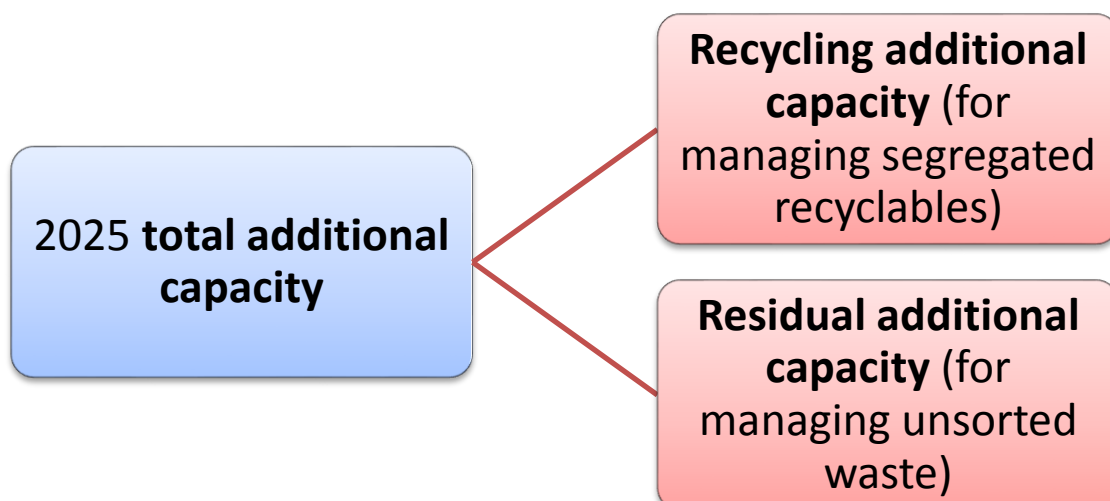 2025 total additional
capacity
Recycling additional
capacity (for
managing segregated
recyclables)
Residual additional
capacity (for
managing unsorted
waste)